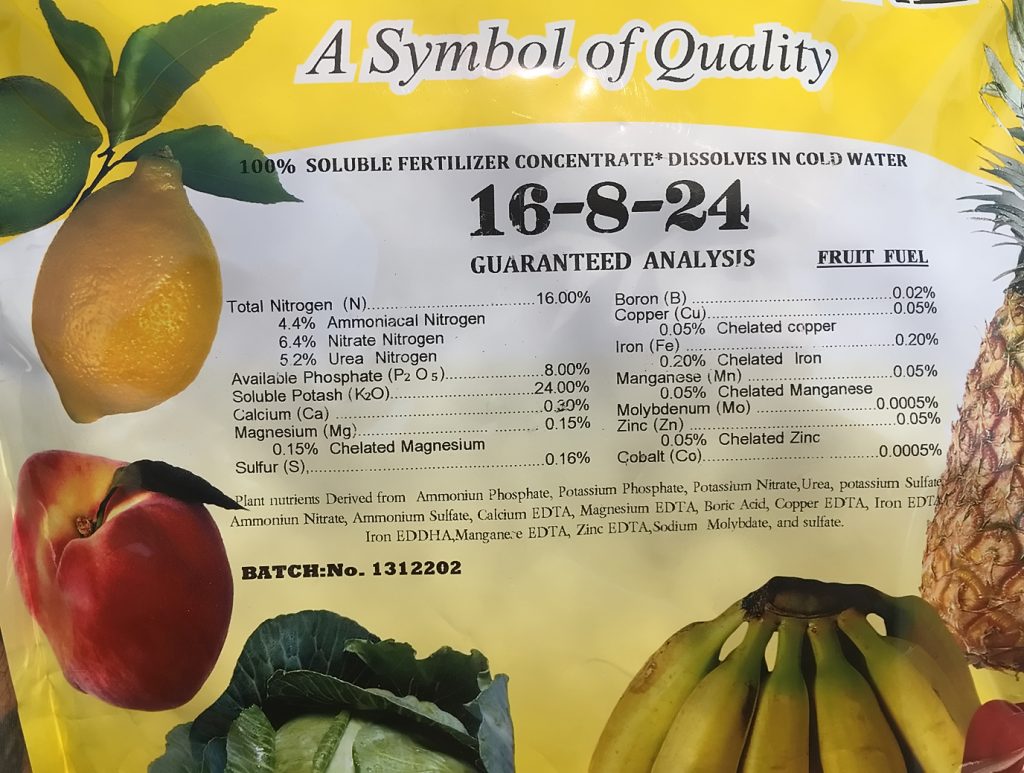 A Symbol of Quality
100% SOLUBLE FERTILIZER CONCENTRATE* DISSOLVES IN COLD WATER
16-8-24
GUARANTEED ANALYSIS
FRUIT FUEL
Total Nitrogen (N)..............................16.00%
4.4% Ammoniacal Nitrogen
6.4% Nitrate Nitrogen
5.2% Urea Nitrogen
Available Phosphate (P₂O₅)..................8.00%
Soluble Potash (K₂O)..........................24.00%
Calcium (Ca) .....................................0.30%
Magnesium (Mg)................................. 0.15%
0.15% Chelated Magnesium
Sulfur (S),..........................................0.16%
Boron (B) ..........................................0.02%
Copper (Cu)........................................0.05%
0.05% Chelated copper
Iron (Fe) ............................................0.20%
0.20% Chelated Iron
Manganese (Mn) .................................0.05%
0.05% Chelated Manganese
Molybdenum (Mo) ...........................0.0005%
Zinc (Zn) ...........................................0.05%
0.05% Chelated Zinc
Cobalt (Co)......................................0.0005%
Plant nutrients Derived from Ammoniun Phosphate, Potassium Phosphate, Potassium Nitrate,Urea, potassium Sulfate
Ammoniun Nitrate, Ammonium Sulfate, Calcium EDTA, Magnesium EDTA, Boric Acid, Copper EDTA, Iron EDTA
Iron EDDHA,Manganese EDTA, Zinc EDTA,Sodium Molybdate, and sulfate.
BATCH:No. 1312202